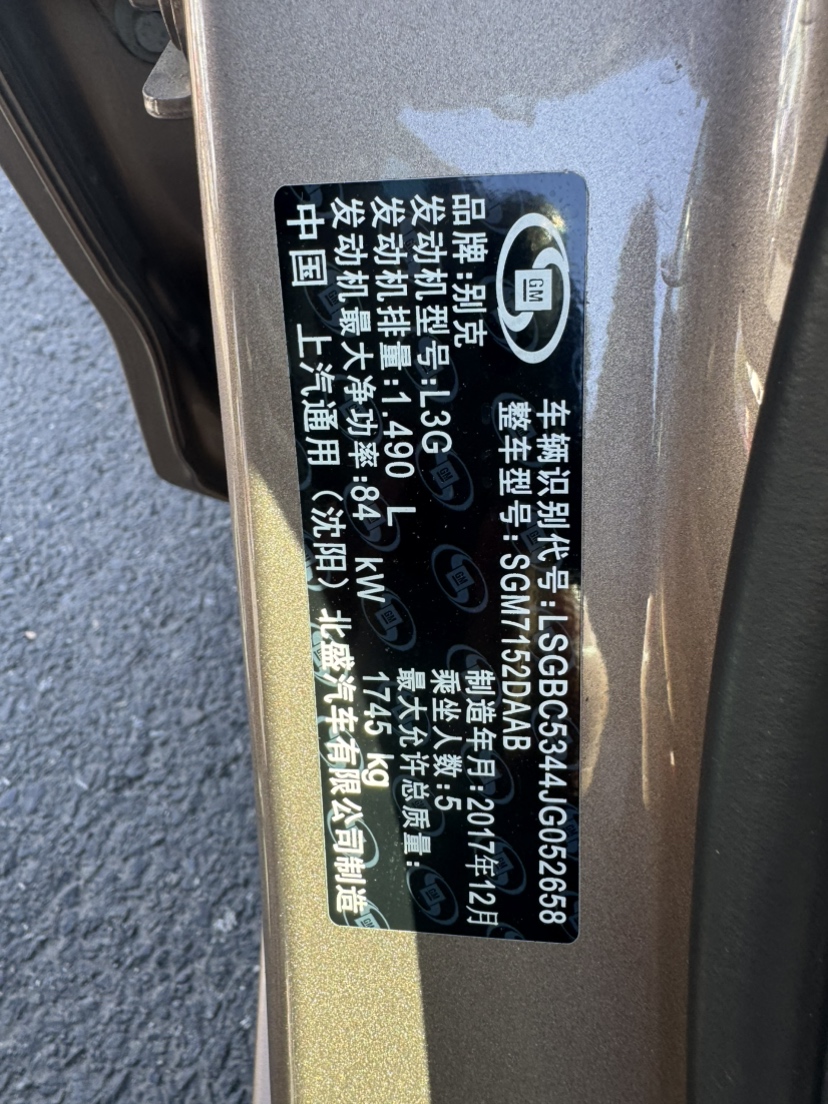 GM
车辆识别代号:LSGBC5344JG052658
整车型号:SGM7152DAAB
品牌:别克
制造年月:2017年12月
发动机型号:L3G
乘坐人数:5
发动机排量:1.490 L
最大允许总质量:
发动机最大净功率:84 kW
1745 kg
中国 上汽通用(沈阳)北盛汽车有限公司制造